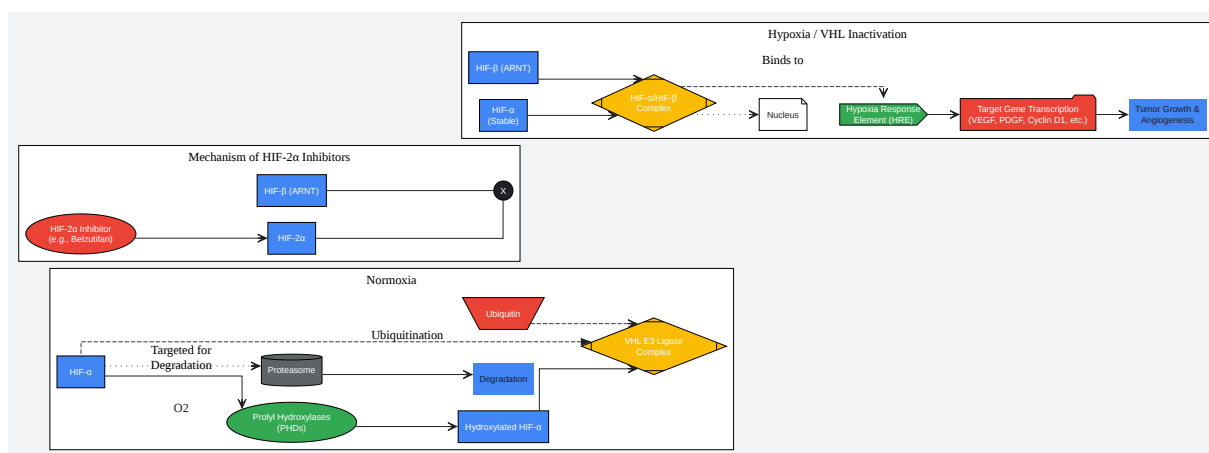 Hypoxia / VHL Inactivation
Binds to
HIF-β (ARNT)
HIF-α
(Stable)
HIF-α/HIF-β
Complex
Nucleus
Hypoxia Response
Element (HRE)
Target Gene Transcription
(VEGF, PDGF, Cyclin D1, etc.)
Tumor Growth &
Angiogenesis
Mechanism of HIF-2α Inhibitors
HIF-β (ARNT)
X
HIF-2α Inhibitor
(e.g., Belzutifan)
HIF-2α
Normoxia
Ubiquitin
Ubiquitination
VHL E3 Ligase
Complex
Targeted for
Degradation
HIF-α
Proteasome
Degradation
O2
Prolyl Hydroxylases
(PHDs)
Hydroxylated HIF-α